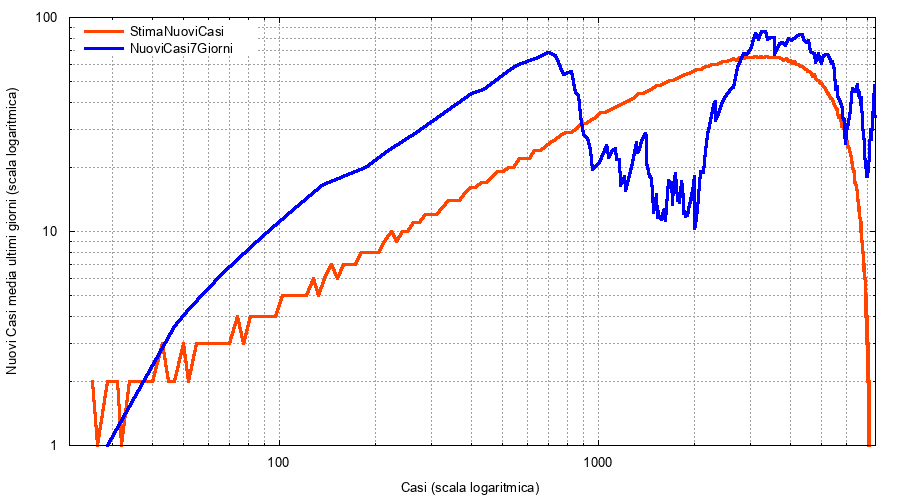 100
StimaNuoviCasi
NuoviCasi7Giorni
Nuovi Casi media ultimi giorni (scala logaritmica)
10
1
100
1000
Casi (scala logaritmica)